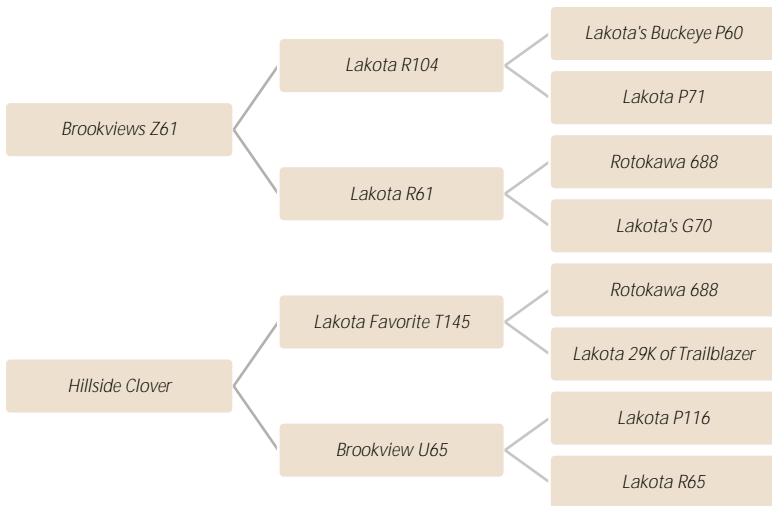 Lakota's Buckeye P60
Lakota R104
Lakota P71
Brookviews Z61
Rotokawa 688
Lakota R61
Lakota's G70
Rotokawa 688
Lakota Favorite T145
Lakota 29K of Trailblazer
Hillside Clover
Lakota P116
Brookview U65
Lakota R65